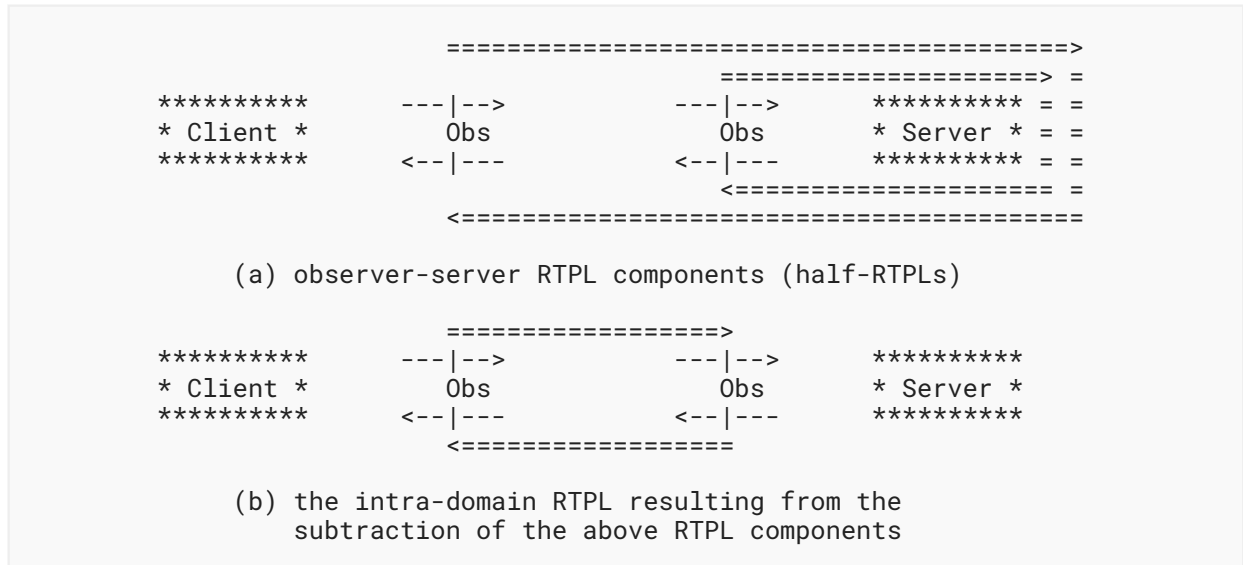 =========================================>
=====================> =
********** ---|--> ---|--> ********** = =
* Client * Obs Obs * Server * = =
********** <--|--- <--|--- ********** = =
<====================== =
<=========================================
(a) observer-server RTPL components (half-RTPLs)
==================>
********** ---|--> ---|--> **********
* Client * Obs Obs * Server *
********** <--|--- <--|--- **********
<==================
(b) the intra-domain RTPL resulting from the
subtraction of the above RTPL components